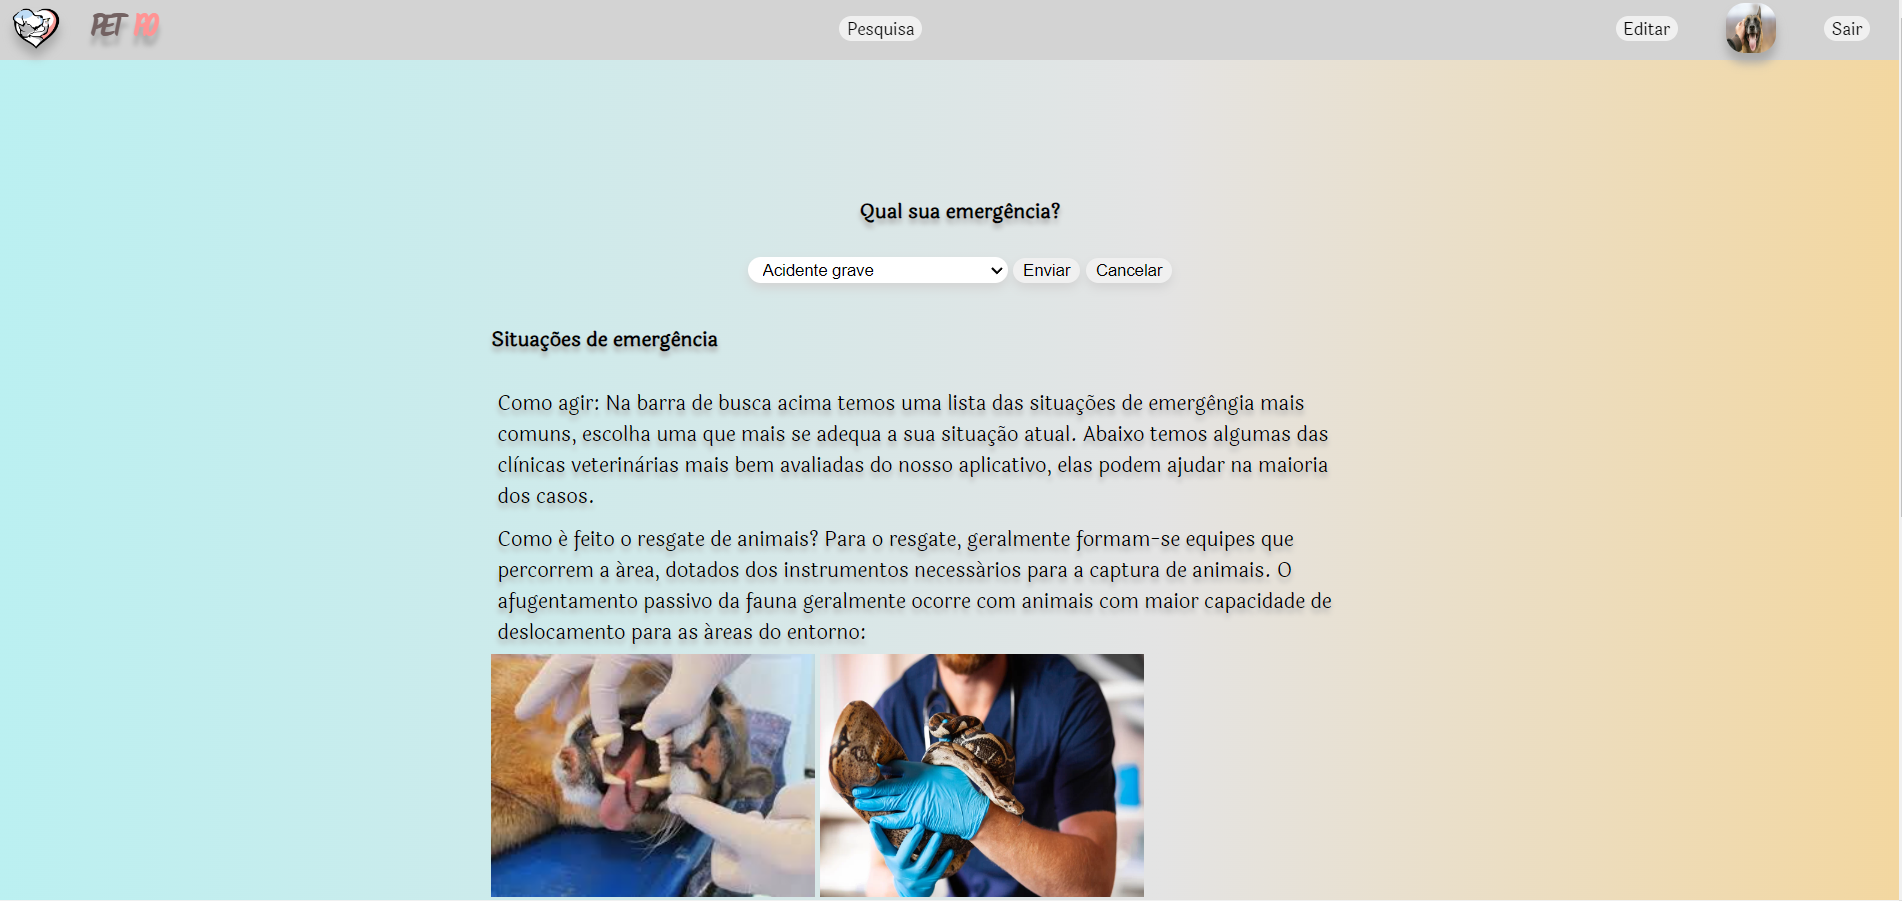 PET PQ
Pesquisa
Editar
Sair
Qual sua emergência?
Acidente grave
Enviar
Cancelar
Situações de emergência
Como agir: Na barra de busca acima temos uma lista das situações de emergêngia mais
comuns, escolha uma que mais se adequa a sua situação atual. Abaixo temos algumas das
clínicas veterinárias mais bem avaliadas do nosso aplicativo, elas podem ajudar na maioria
dos casos.
Como è feito o resgate de animais? Para o resgate, geralmente formam-se equipes que
percorrem a àrea, dotados dos instrumentos necessàrios para a captura de animais. O
afugentamento passivo da fauna geralmente ocorre com animais com maior capacidade de
deslocamento para as àreas do entorno: